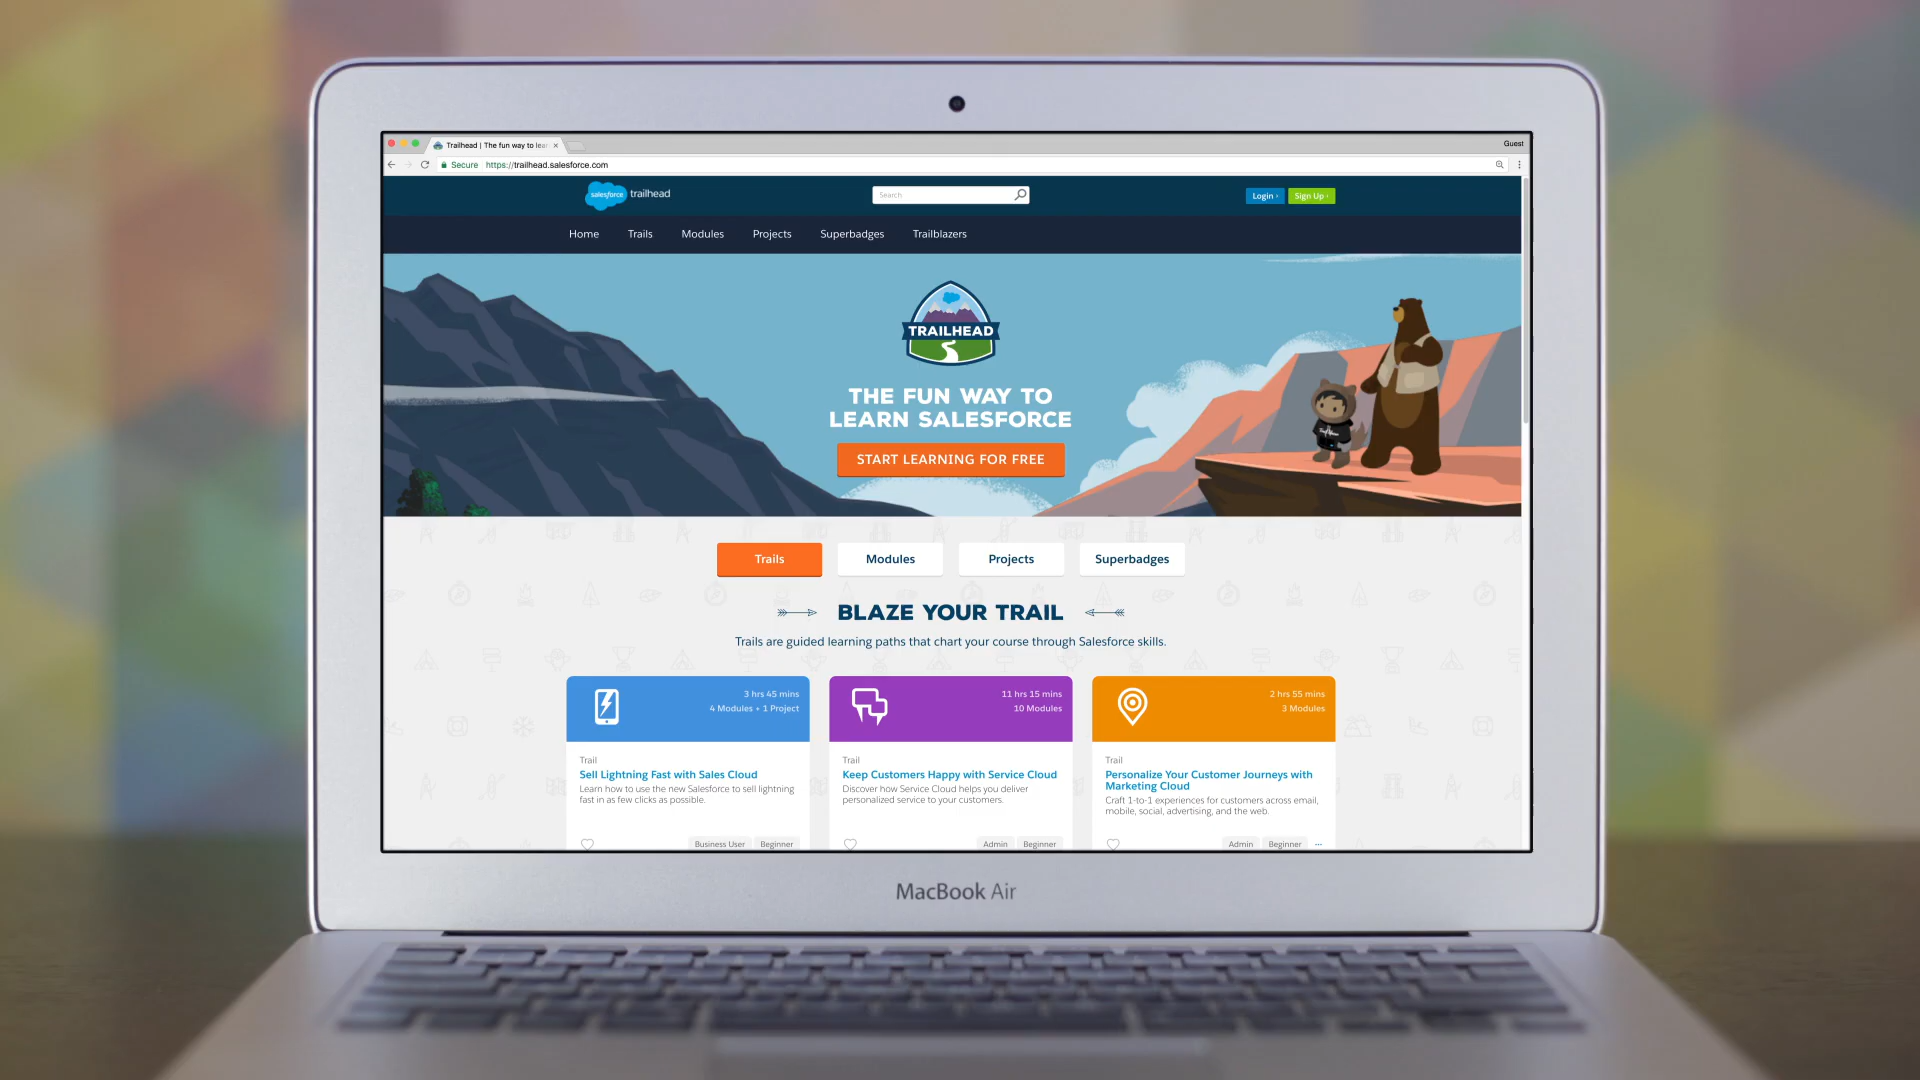 Trailhead | The fun way to lea
Guest
Secure https://trailhead.salesforce.com
salesforce trailhead
Search
Login ›
Sign Up ›
Home Trails Modules Projects Superbadges Trailblazers
TRAILHEAD
THE FUN WAY TO
LEARN SALESFORCE
START LEARNING FOR FREE
Trails Modules Projects Superbadges
BLAZE YOUR TRAIL
Trails are guided learning paths that chart your course through Salesforce skills.
3 hrs 45 mins
4 Modules + 1 Project
Trail
Sell Lightning Fast with Sales Cloud
Learn how to use the new Salesforce to sell lightning
fast in as few clicks as possible.
Business User Beginner
11 hrs 15 mins
10 Modules
Trail
Keep Customers Happy with Service Cloud
Discover how Service Cloud helps you deliver
personalized service to your customers.
Admin Beginner
2 hrs 55 mins
3 Modules
Trail
Personalize Your Customer Journeys with
Marketing Cloud
Craft 1-to-1 experiences for customers across email,
mobile, social, advertising, and the web.
Admin Beginner ...
MacBook Air